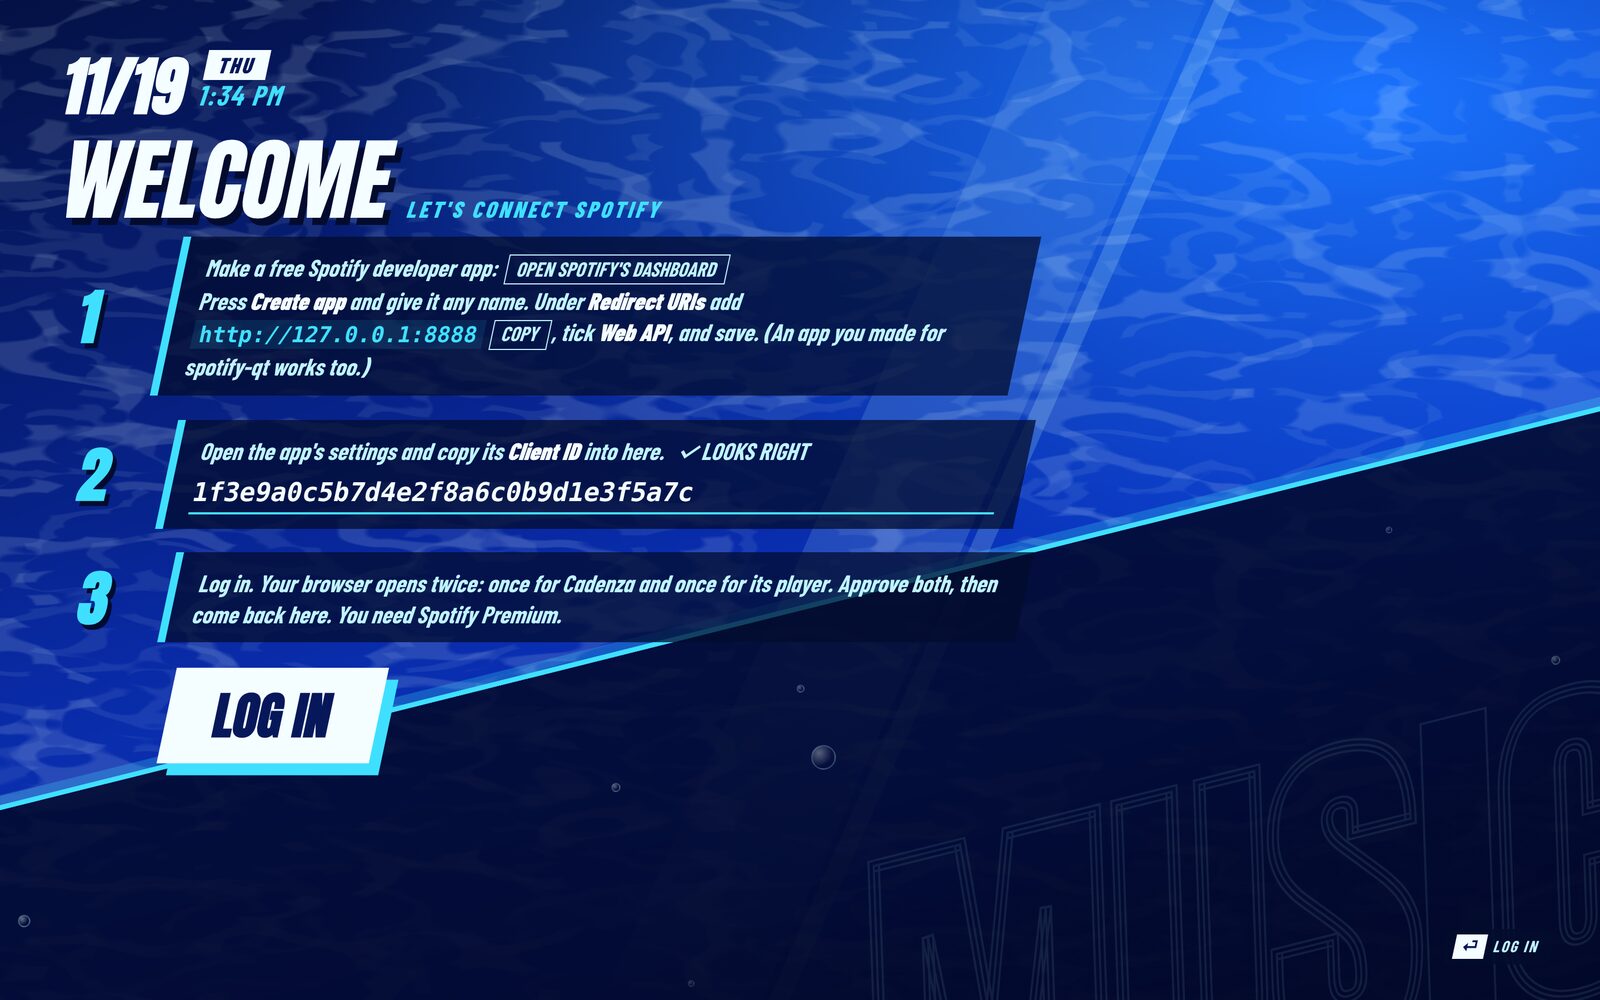 11/19 THU
1:34 PM
WELCOME LET'S CONNECT SPOTIFY
1
Make a free Spotify developer app: OPEN SPOTIFY'S DASHBOARD
Press Create app and give it any name. Under Redirect URIs add
http://127.0.0.1:8888 COPY, tick Web API, and save. (An app you made for
spotify-qt works too.)
2
Open the app's settings and copy its Client ID into here. ✓ LOOKS RIGHT
1f3e9a0c5b7d4e2f8a6c0b9d1e3f5a7c
3
Log in. Your browser opens twice: once for Cadenza and once for its player. Approve both, then
come back here. You need Spotify Premium.
LOG IN
MUSIC
LOG IN